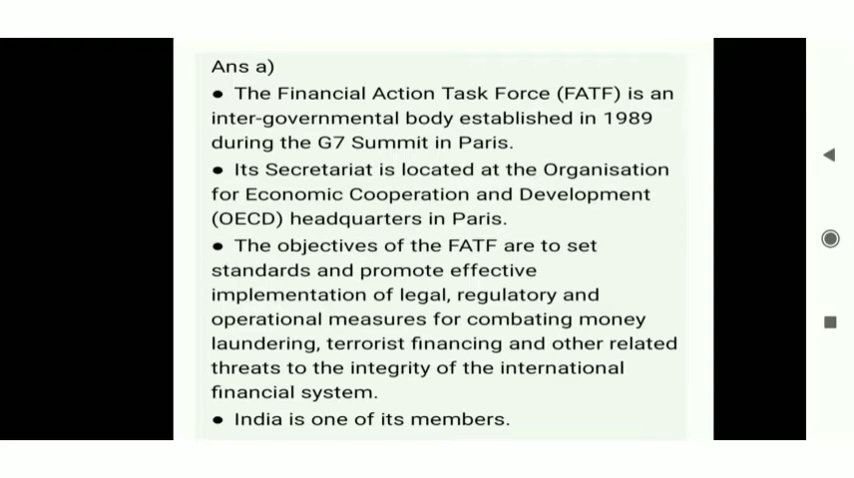 Ans a)
● The Financial Action Task Force (FATF) is an
inter-governmental body established in 1989
during the G7 Summit in Paris.
● Its Secretariat is located at the Organisation
for Economic Cooperation and Development
(OECD) headquarters in Paris.
● The objectives of the FATF are to set
standards and promote effective
implementation of legal, regulatory and
operational measures for combating money
laundering, terrorist financing and other related
threats to the integrity of the international
financial system.
● India is one of its members.